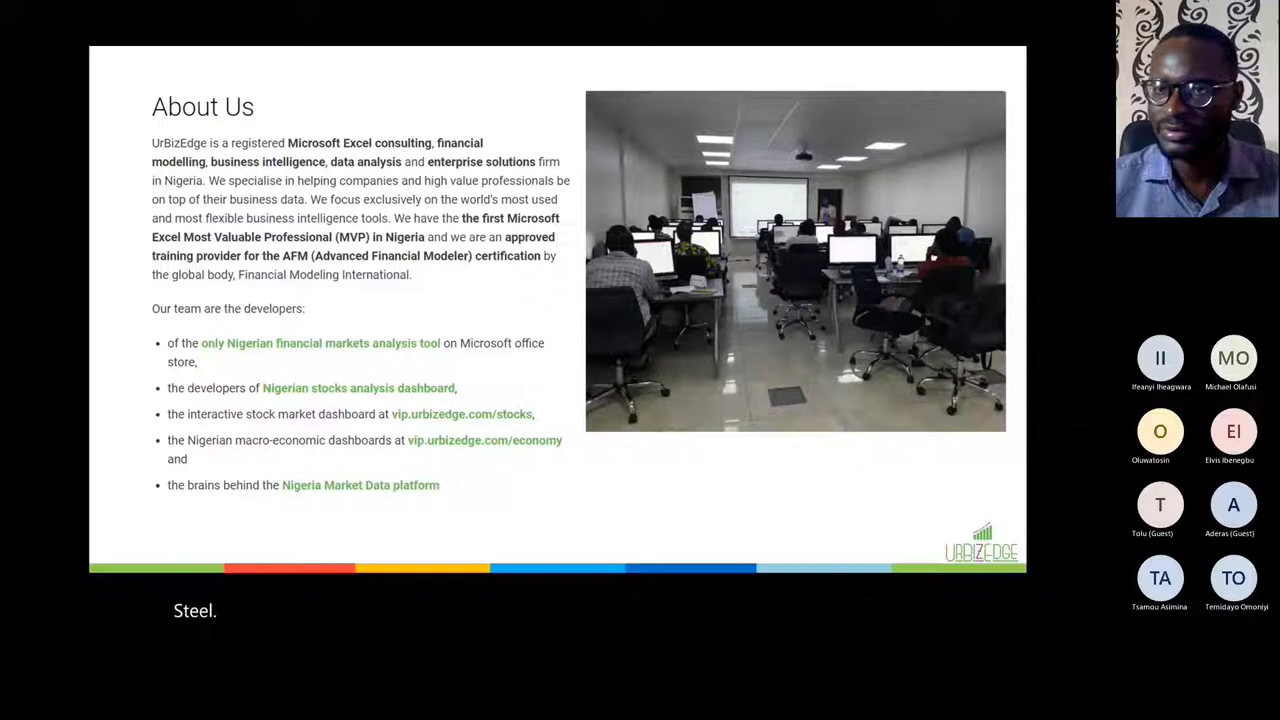 About Us
UrBizEdge is a registered Microsoft Excel consulting, financial
modelling, business intelligence, data analysis and enterprise solutions firm
in Nigeria. We specialise in helping companies and high value professionals be
on top of their business data. We focus exclusively on the world's most used
and most flexible business intelligence tools. We have the the first Microsoft
Excel Most Valuable Professional (MVP) in Nigeria and we are an approved
training provider for the AFM (Advanced Financial Modeler) certification by
the global body, Financial Modeling International.
Our team are the developers:
• of the only Nigerian financial markets analysis tool on Microsoft office
store,
• the developers of Nigerian stocks analysis dashboard,
• the interactive stock market dashboard at vip.urbizedge.com/stocks,
• the Nigerian macro-economic dashboards at vip.urbizedge.com/economy
and
• the brains behind the Nigeria Market Data platform
URBIZEDGE
Steel.
II
MO
Ifeanyi Iheagwara
Michael Olafusi
O
EI
Oluwatosin
Elvis Ibenegbu
T
A
Tolu (Guest)
Aderas (Guest)
TA
TO
Tsamou Asimina
Temidayo Omoniyi